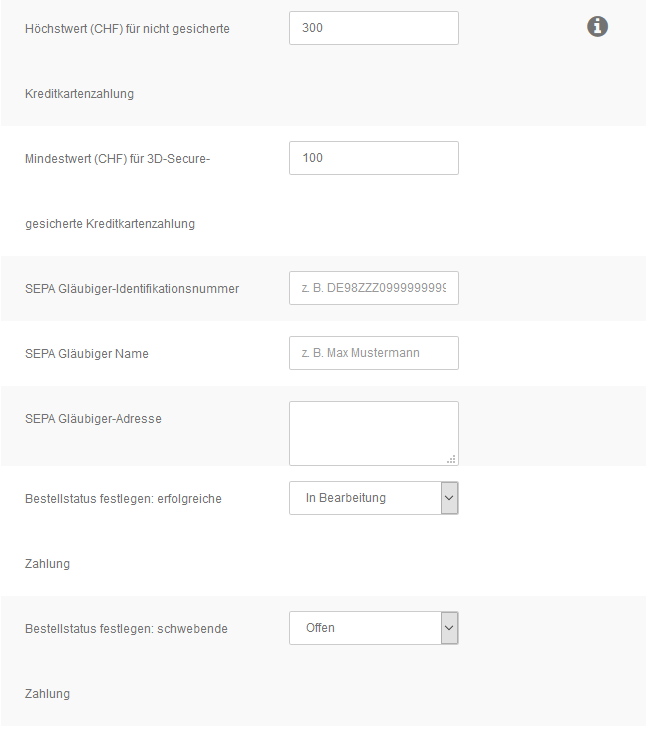 Höchstwert (CHF) für nicht gesicherte
300
Kreditkartenzahlung
Mindestwert (CHF) für 3D-Secure-
100
gesicherte Kreditkartenzahlung
SEPA Gläubiger-Identifikationsnummer
z. B. DE98ZZZ099999999
SEPA Gläubiger Name
z. B. Max Mustermann
SEPA Gläubiger-Adresse
Bestellstatus festlegen: erfolgreiche
In Bearbeitung
Zahlung
Bestellstatus festlegen: schwebende
Offen
Zahlung